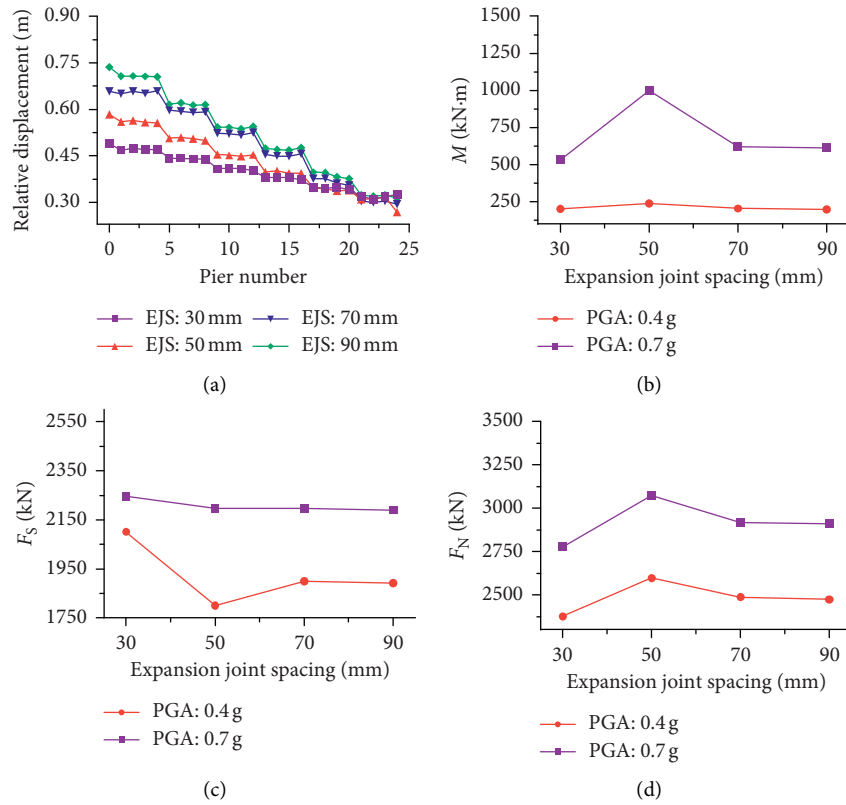 0.90
0.75
0.60
0.45
0.30
Relative displacement (m)
0 5 10 15 20 25
Pier number
EJS: 30 mm EJS: 70 mm
EJS: 50 mm EJS: 90 mm
(a)
1500
1250
1000
750
500
250
M (kN·m)
30 50 70 90
Expansion joint spacing (mm)
PGA: 0.4 g
PGA: 0.7 g
(b)
2550
2350
2150
1950
1750
FS (kN)
30 50 70 90
Expansion joint spacing (mm)
PGA: 0.4 g
PGA: 0.7 g
(c)
3500
3250
3000
2750
2500
FN (kN)
30 50 70 90
Expansion joint spacing (mm)
PGA: 0.4 g
PGA: 0.7 g
(d)